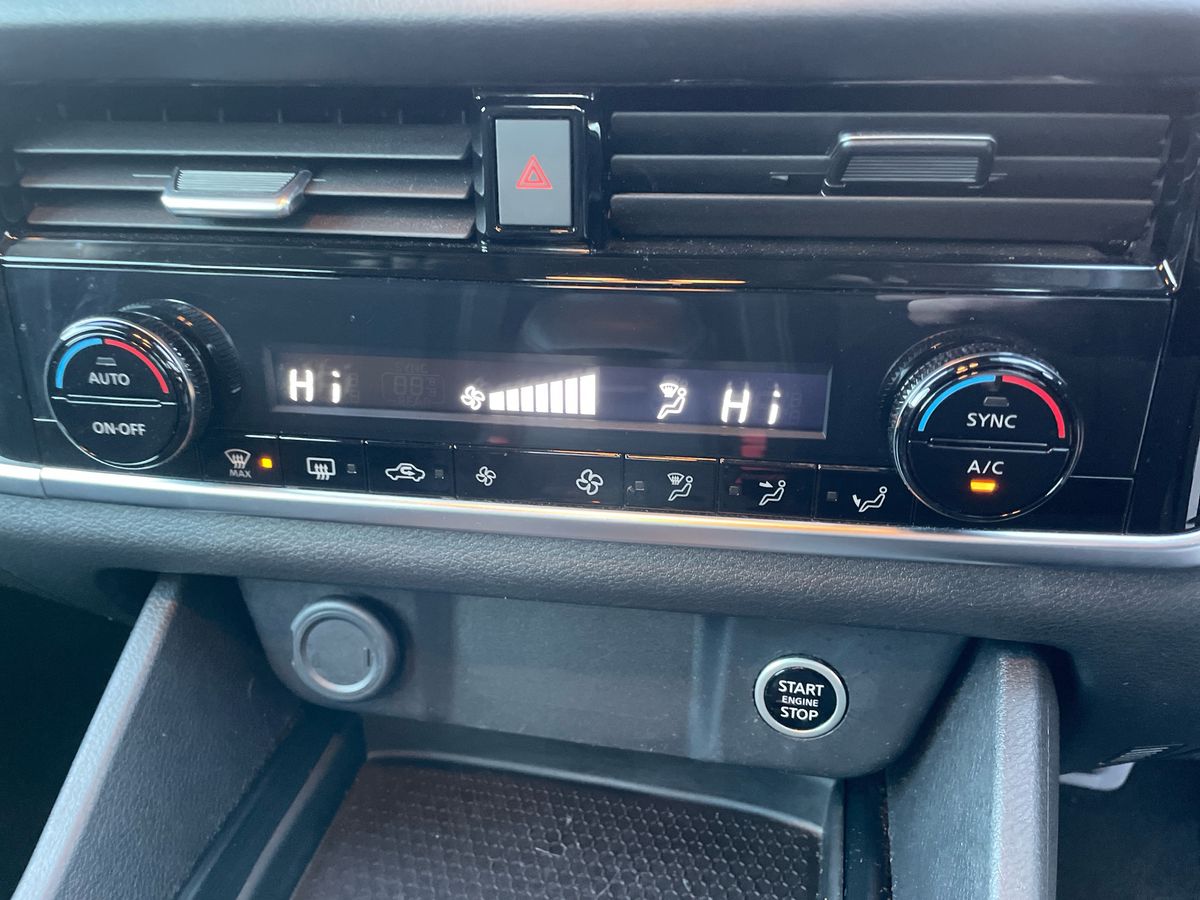 AUTO
ON·OFF
Hi
Hi
SYNC
A/C
MAX
START
ENGINE
STOP